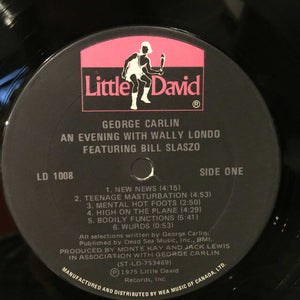 Little David
®
GEORGE CARLIN
AN EVENING WITH WALLY LONDO
FEATURING BILL SLASZO
LD 1008 SIDE ONE
1. NEW NEWS (4:15)
2. TEENAGE MASTURBATION (4:53)
3. MENTAL HOT FOOTS (2:50)
4. HIGH ON THE PLANE (4:29)
5. BODILY FUNCTIONS (5:41)
6. WURDS (0:53)
All selections written by George Carlin;
Published by Dead Sea Music, Inc., BMI.
PRODUCED BY MONTE KAY AND JACK LEWIS
IN ASSOCIATION WITH GEORGE CARLIN
(ST-LD-753469)
℗ 1975 Little David
Records Co., Inc.
MANUFACTURED AND DISTRIBUTED BY WEA MUSIC OF CANADA, LTD.